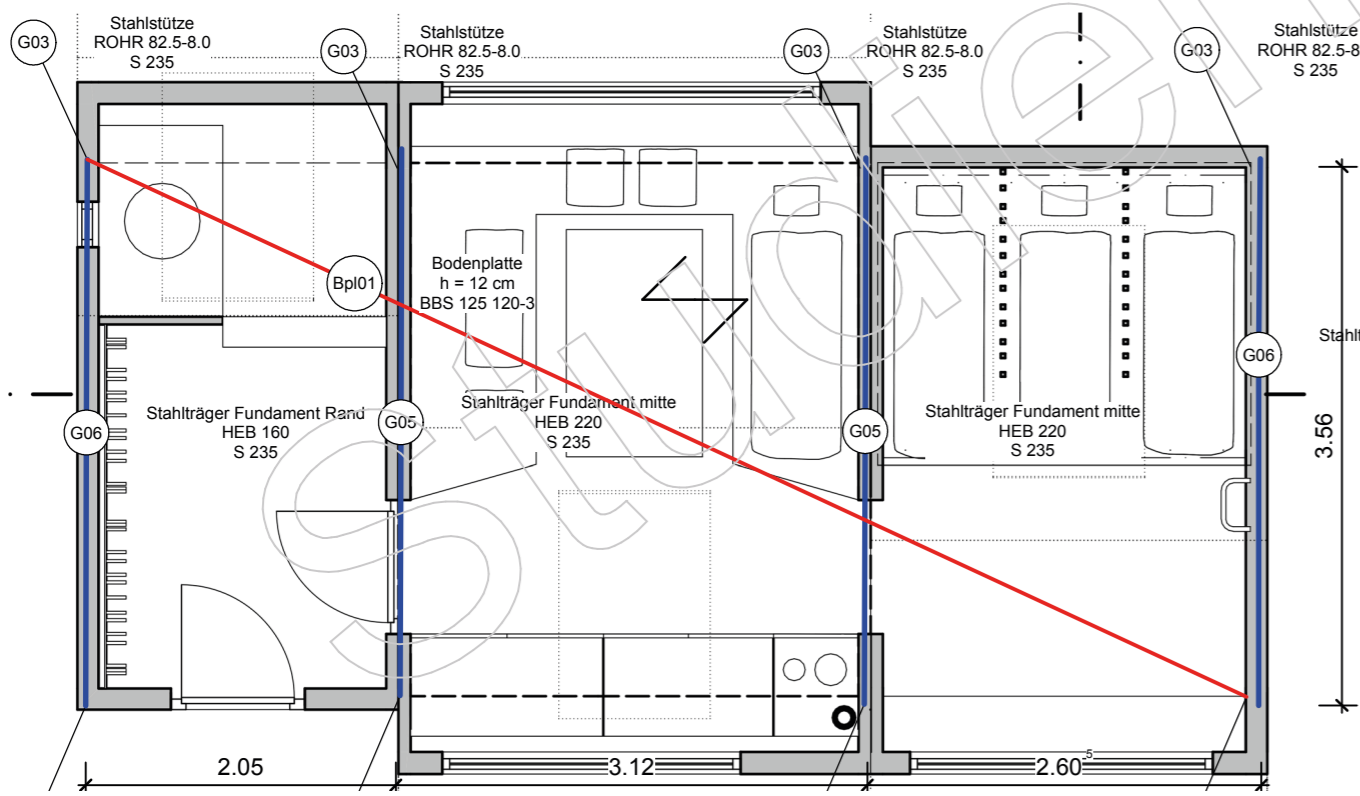 Stahlstütze
ROHR 82.5-8.0
S 235
G03
Stahlstütze
ROHR 82.5-8.0
S 235
G03
Stahlstütze
ROHR 82.5-8.0
S 235
G03
Stahlstütze
ROHR 82.5-8
S 235
G03
Bpl01
Bodenplatte
h = 12 cm
BBS 125 120-3
Stahlt
G06
3.56
Stahlträger Fundament Rand
HEB 160
S 235
G06
G05
Stahlträger Fundament mitte
HEB 220
S 235
G05
Stahlträger Fundament mitte
HEB 220
S 235
2.05
3.12
2.60⁵